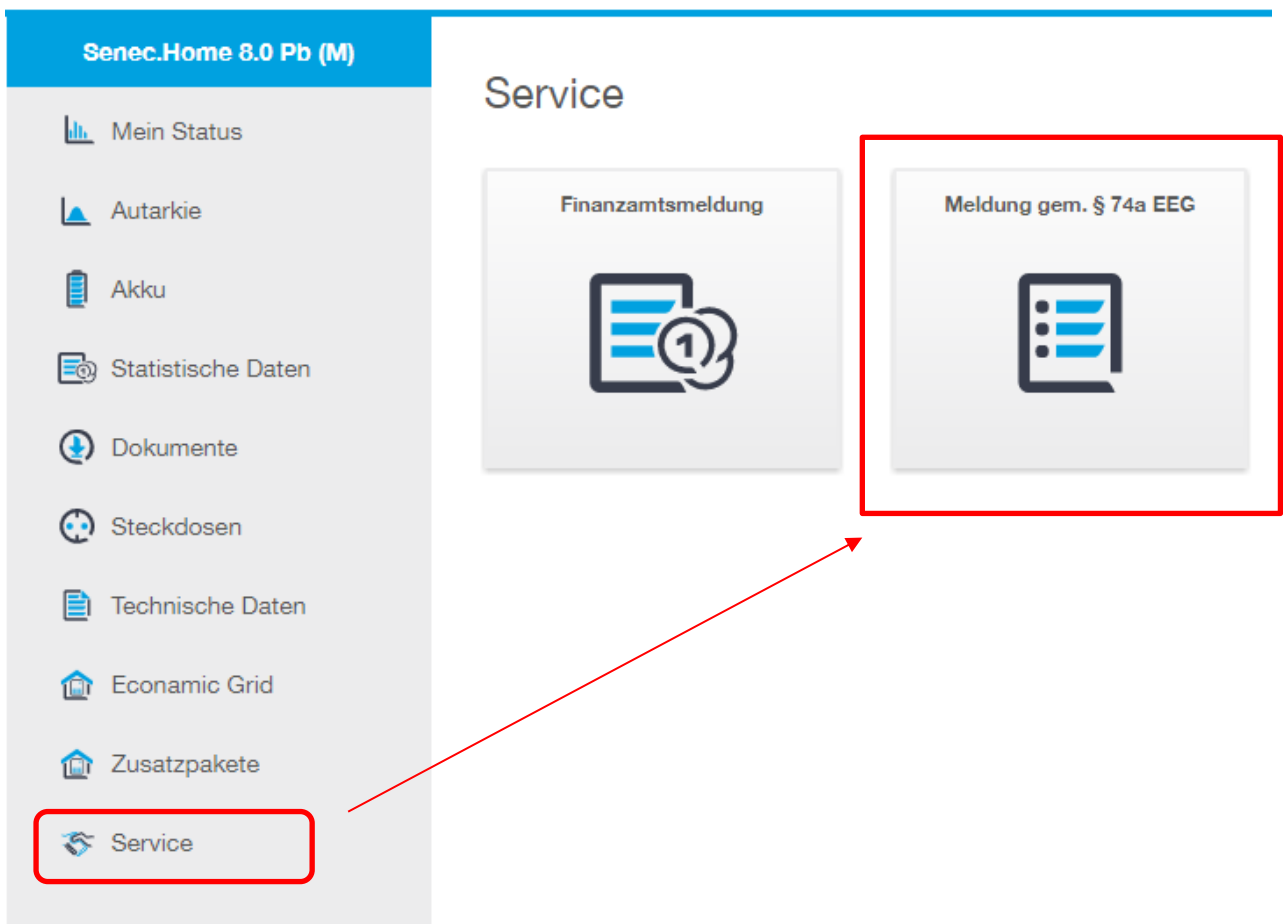 Senec.Home 8.0 Pb (M)
Mein Status
Autarkie
Akku
Statistische Daten
Dokumente
Steckdosen
Technische Daten
Econamic Grid
Zusatzpakete
Service
Service
Finanzamtsmeldung
1
Meldung gem. § 74a EEG